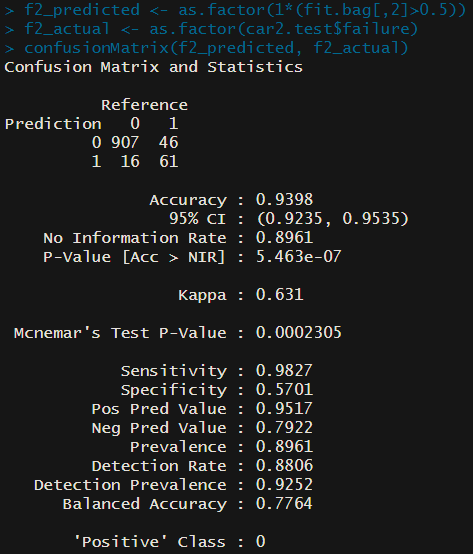 > f2_predicted <- as.factor(1*(fit.bag[,2]>0.5))
> f2_actual <- as.factor(car2.test$failure)
> confusionMatrix(f2_predicted, f2_actual)
Confusion Matrix and Statistics
Reference
Prediction 0 1
0 907 46
1 16 61
Accuracy : 0.9398
95% CI : (0.9235, 0.9535)
No Information Rate : 0.8961
P-Value [Acc > NIR] : 5.463e-07
Kappa : 0.631
Mcnemar's Test P-Value : 0.0002305
Sensitivity : 0.9827
Specificity : 0.5701
Pos Pred Value : 0.9517
Neg Pred Value : 0.7922
Prevalence : 0.8961
Detection Rate : 0.8806
Detection Prevalence : 0.9252
Balanced Accuracy : 0.7764
'Positive' Class : 0